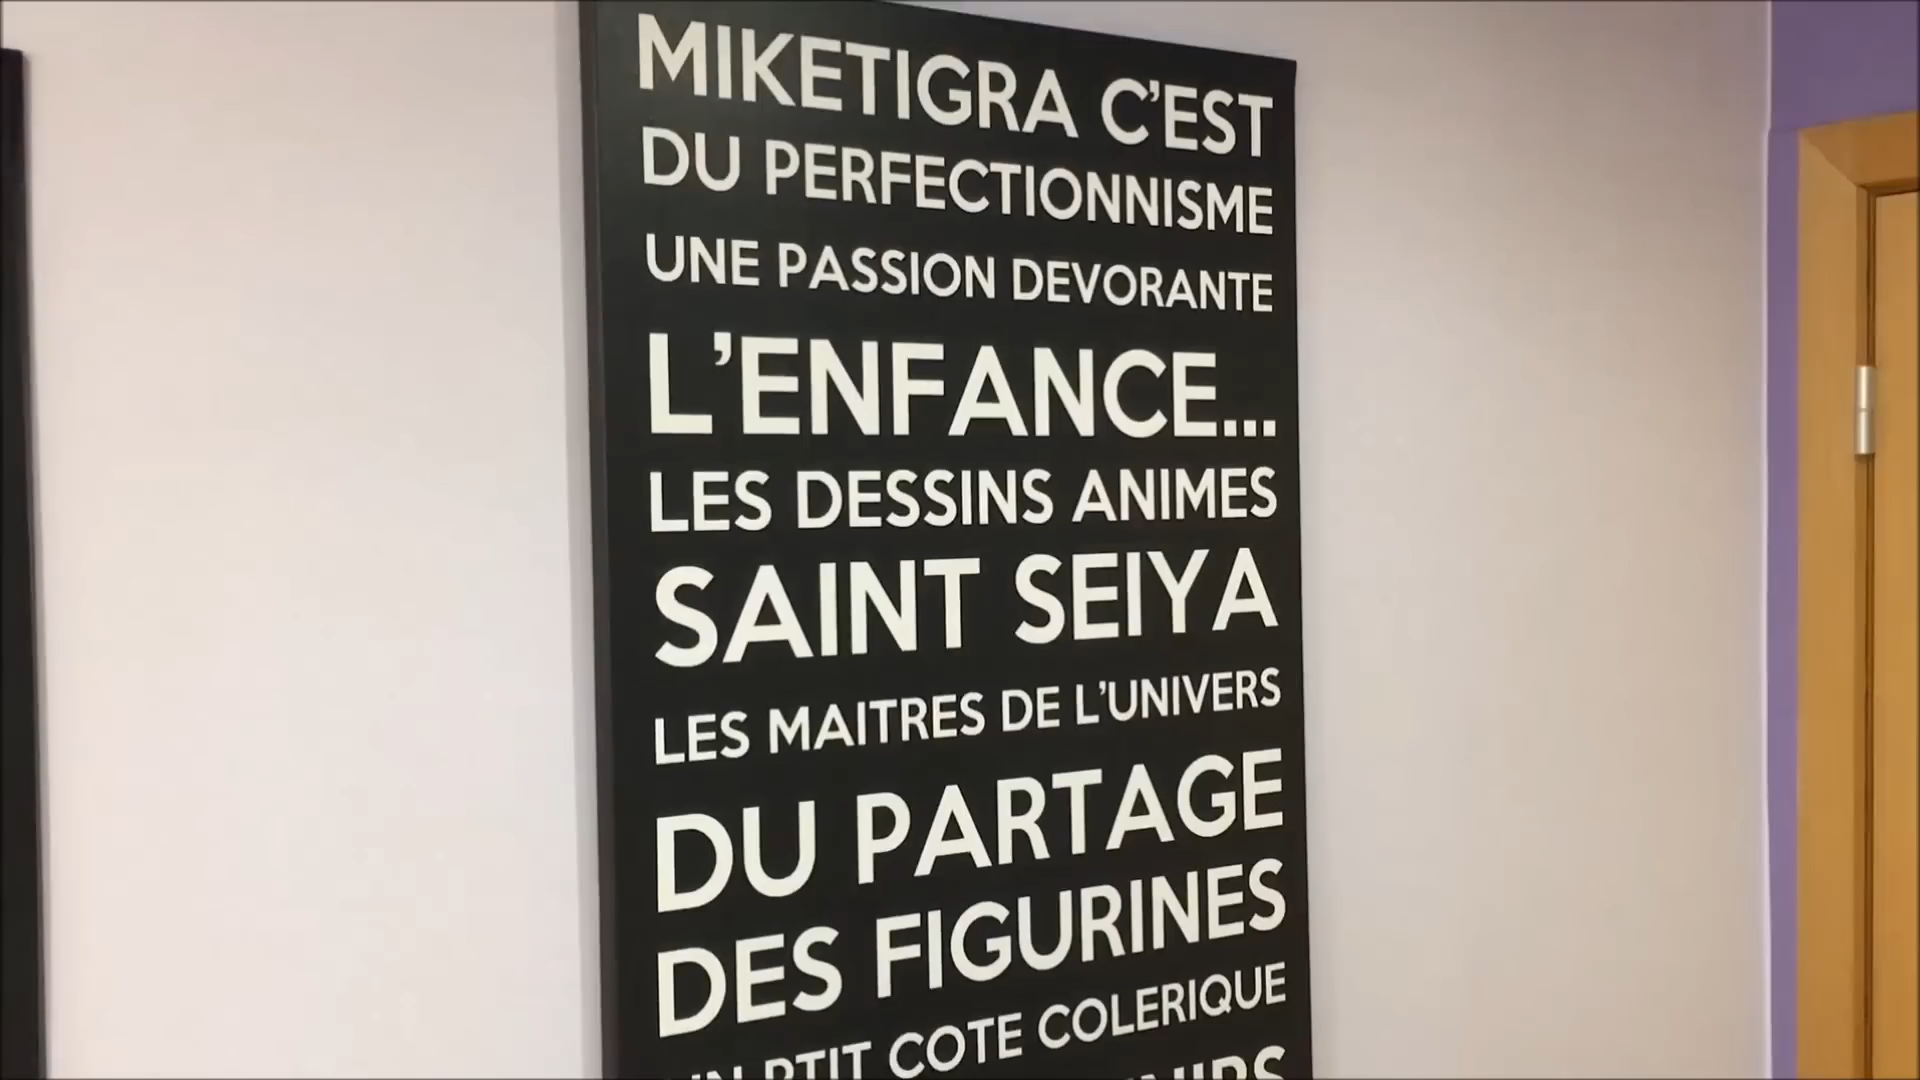 MIKETIGRA C'EST
DU PERFECTIONNISME
UNE PASSION DEVORANTE
L'ENFANCE...
LES DESSINS ANIMES
SAINT SEIYA
LES MAITRES DE L'UNIVERS
DU PARTAGE
DES FIGURINES
UN PTIT COTE COLERIQUE